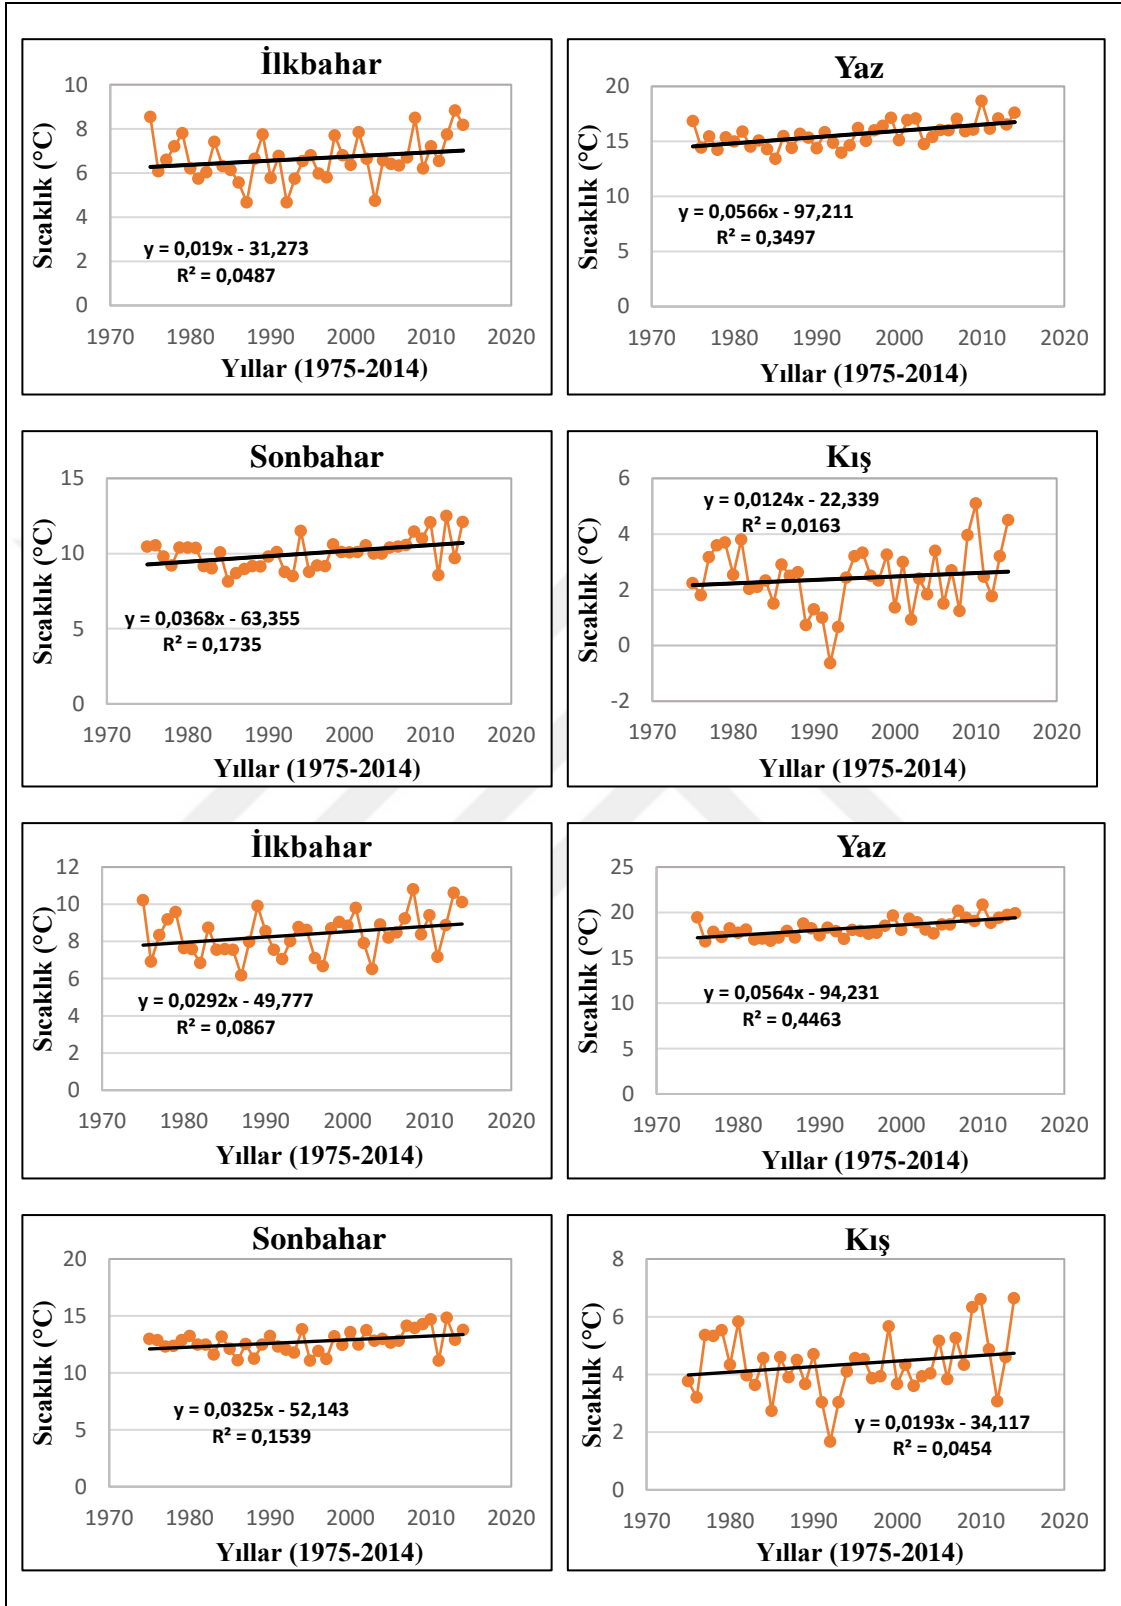 İlkbahar
10
8
6
4
2
0
Sıcaklık (°C)
y = 0,019x - 31,273
R² = 0,0487
1970 1980 1990 2000 2010 2020
Yıllar (1975-2014)
Yaz
20
15
10
5
0
Sıcaklık (°C)
y = 0,0566x - 97,211
R² = 0,3497
1970 1980 1990 2000 2010 2020
Yıllar (1975-2014)
Sonbahar
15
10
5
0
Sıcaklık (°C)
y = 0,0368x - 63,355
R² = 0,1735
1970 1980 1990 2000 2010 2020
Yıllar (1975-2014)
Kış
6
4
2
0
-2
Sıcaklık (°C)
y = 0,0124x - 22,339
R² = 0,0163
1970 1980 1990 2000 2010 2020
Yıllar (1975-2014)
İlkbahar
12
10
8
6
4
2
0
Sıcaklık (°C)
y = 0,0292x - 49,777
R² = 0,0867
1970 1980 1990 2000 2010 2020
Yıllar (1975-2014)
Yaz
25
20
15
10
5
0
Sıcaklık (°C)
y = 0,0564x - 94,231
R² = 0,4463
1970 1980 1990 2000 2010 2020
Yıllar (1975-2014)
Sonbahar
20
15
10
5
0
Sıcaklık (°C)
y = 0,0325x - 52,143
R² = 0,1539
1970 1980 1990 2000 2010 2020
Yıllar (1975-2014)
Kış
8
6
4
2
0
Sıcaklık (°C)
y = 0,0193x - 34,117
R² = 0,0454
1970 1980 1990 2000 2010 2020
Yıllar (1975-2014)